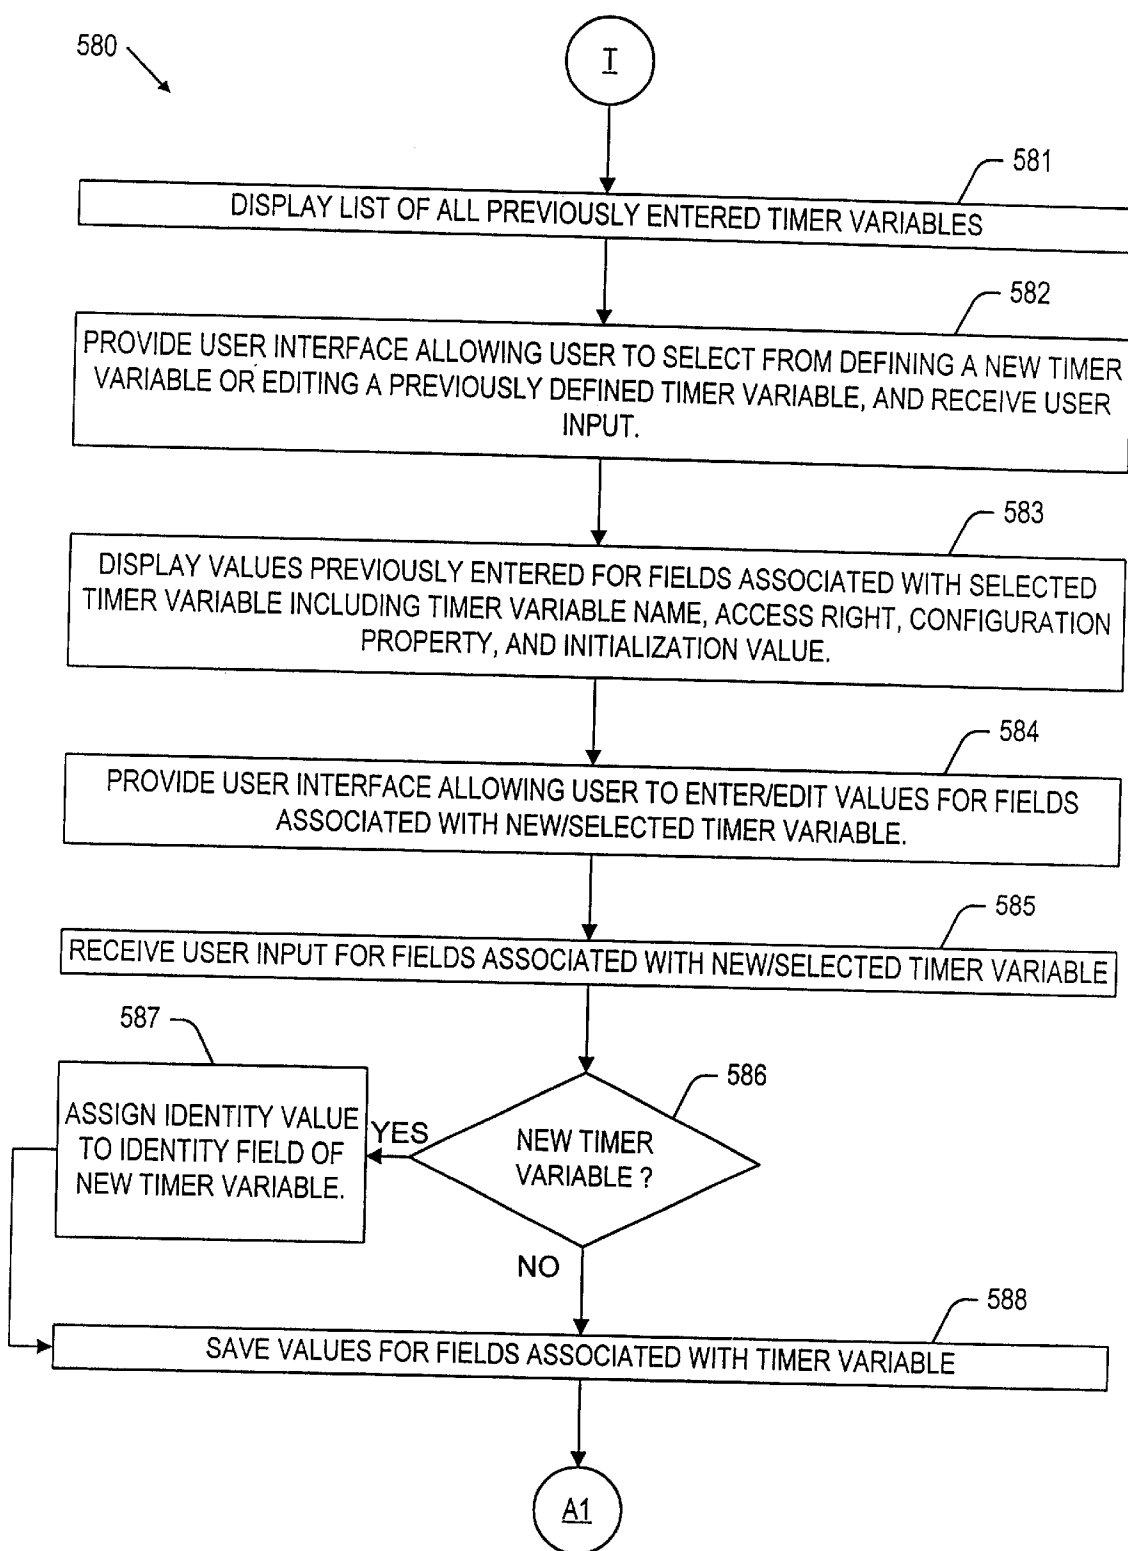 580
T
581
DISPLAY LIST OF ALL PREVIOUSLY ENTERED TIMER VARIABLES
582
PROVIDE USER INTERFACE ALLOWING USER TO SELECT FROM DEFINING A NEW TIMER
VARIABLE OR EDITING A PREVIOUSLY DEFINED TIMER VARIABLE, AND RECEIVE USER
INPUT.
583
DISPLAY VALUES PREVIOUSLY ENTERED FOR FIELDS ASSOCIATED WITH SELECTED
TIMER VARIABLE INCLUDING TIMER VARIABLE NAME, ACCESS RIGHT, CONFIGURATION
PROPERTY, AND INITIALIZATION VALUE.
584
PROVIDE USER INTERFACE ALLOWING USER TO ENTER/EDIT VALUES FOR FIELDS
ASSOCIATED WITH NEW/SELECTED TIMER VARIABLE.
585
RECEIVE USER INPUT FOR FIELDS ASSOCIATED WITH NEW/SELECTED TIMER VARIABLE
587
586
ASSIGN IDENTITY VALUE
TO IDENTITY FIELD OF
NEW TIMER VARIABLE.
YES
NEW TIMER
VARIABLE ?
NO
588
SAVE VALUES FOR FIELDS ASSOCIATED WITH TIMER VARIABLE
A1